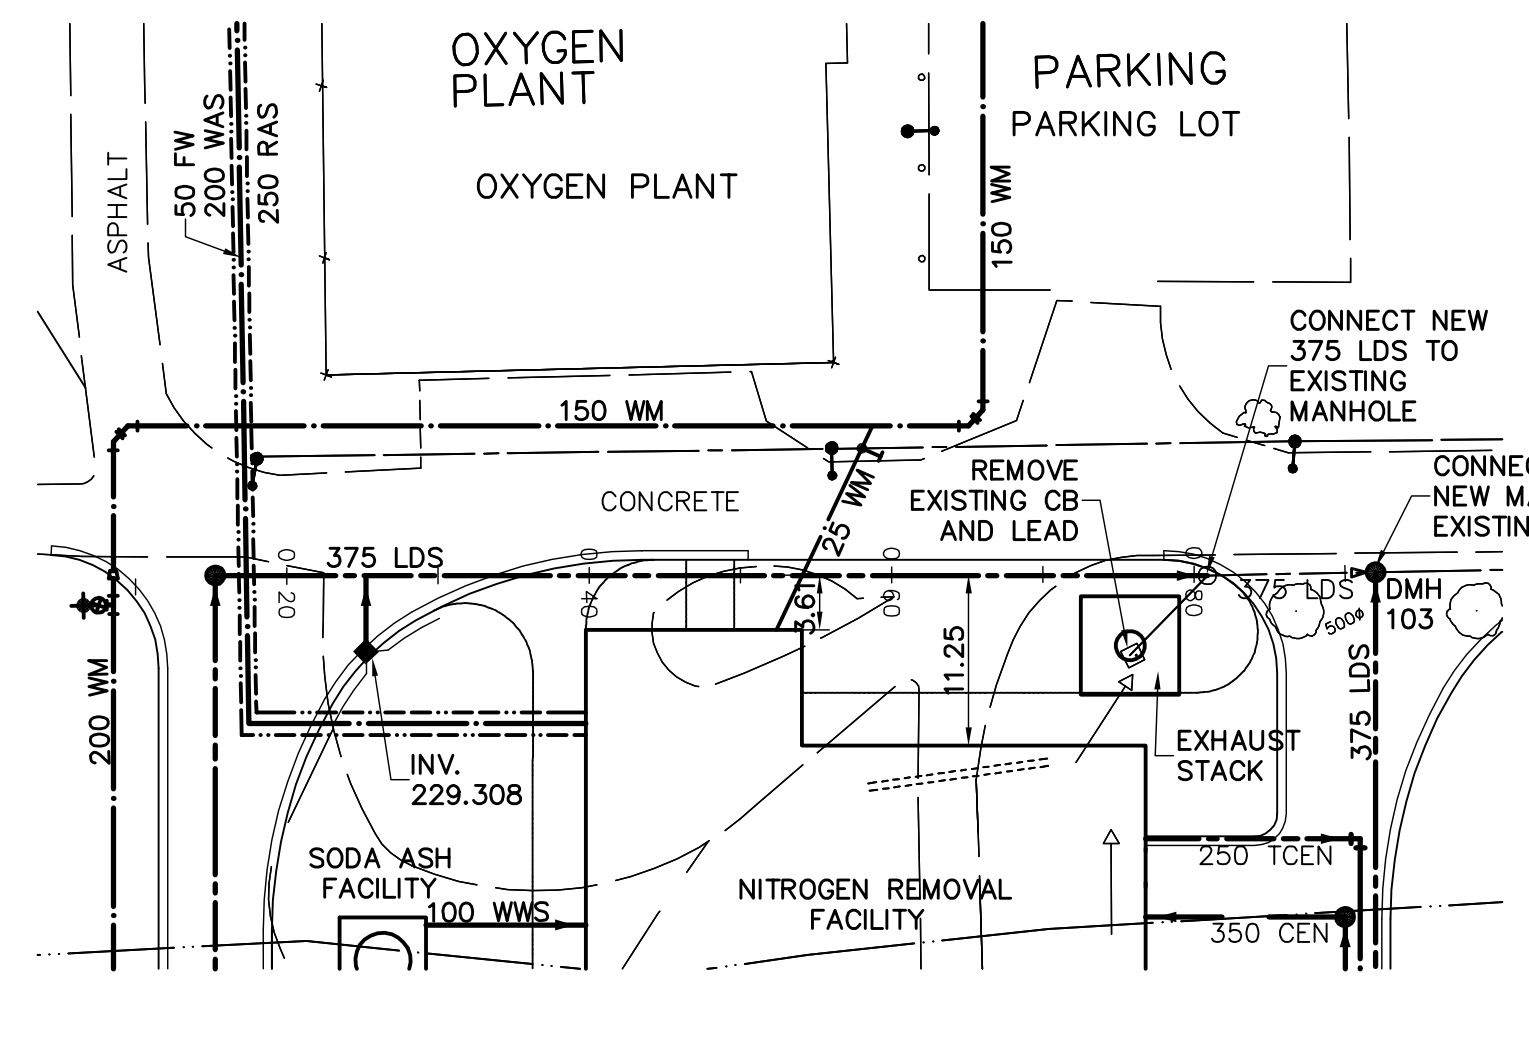 OXYGEN
PLANT
OXYGEN PLANT
PARKING
PARKING LOT
ASPHALT
50 FW
200 WAS
250 RAS
150 WM
150 WM
CONNECT NEW
375 LDS TO
EXISTING
MANHOLE
REMOVE
EXISTING CB
AND LEAD
CONCRETE
25 WM
NEW
375 LDS
0
20
0
40
0
60
0
80
3.61
11.25
375 LDS
DMH
103
500ø
375 LDS
200 WM
INV.
229.308
EXHAUST
STACK
SODA ASH
FACILITY
100 WWS
NITROGEN REMOVAL
FACILITY
250 TCEN
350 CEN